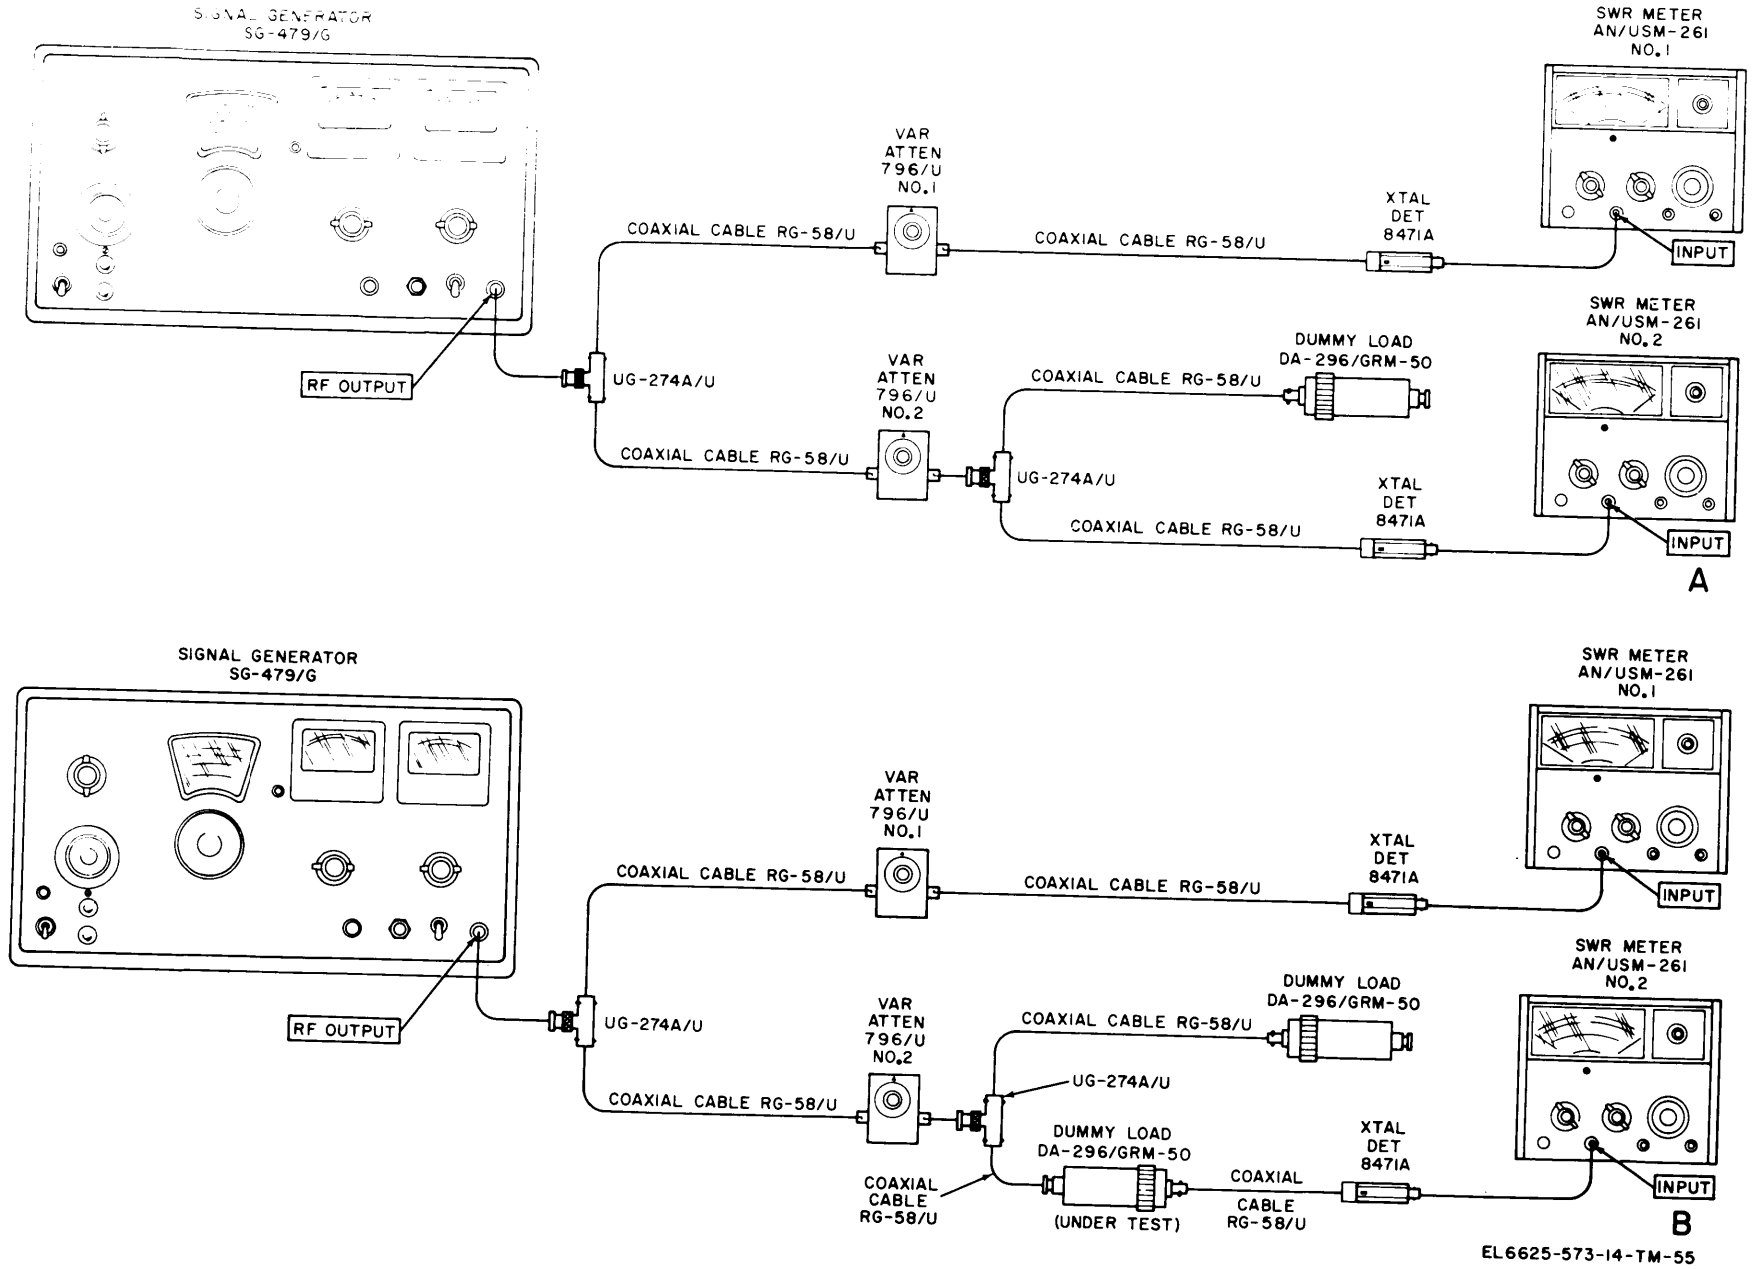 SIGNAL GENERATOR
SG-479/G
SWR METER
AN/USM-261
NO.1
VAR
ATTEN
796/U
NO.1
COAXIAL CABLE RG-58/U
COAXIAL CABLE RG-58/U
XTAL
DET
8471A
INPUT
RF OUTPUT
UG-274A/U
SWR METER
AN/USM-261
NO.2
VAR
ATTEN
796/U
NO.2
DUMMY LOAD
DA-296/GRM-50
COAXIAL CABLE RG-58/U
COAXIAL CABLE RG-58/U
UG-274A/U
XTAL
DET
8471A
COAXIAL CABLE RG-58/U
INPUT
A
SIGNAL GENERATOR
SG-479/G
SWR METER
AN/USM-261
NO.1
VAR
ATTEN
796/U
NO.1
COAXIAL CABLE RG-58/U
COAXIAL CABLE RG-58/U
XTAL
DET
8471A
INPUT
RF OUTPUT
UG-274A/U
SWR METER
AN/USM-261
NO.2
VAR
ATTEN
796/U
NO.2
DUMMY LOAD
DA-296/GRM-50
COAXIAL CABLE RG-58/U
UG-274A/U
COAXIAL CABLE RG-58/U
DUMMY LOAD
DA-296/GRM-50
(UNDER TEST)
COAXIAL
CABLE
RG-58/U
COAXIAL
CABLE
RG-58/U
XTAL
DET
8471A
INPUT
B
EL6625-573-14-TM-55